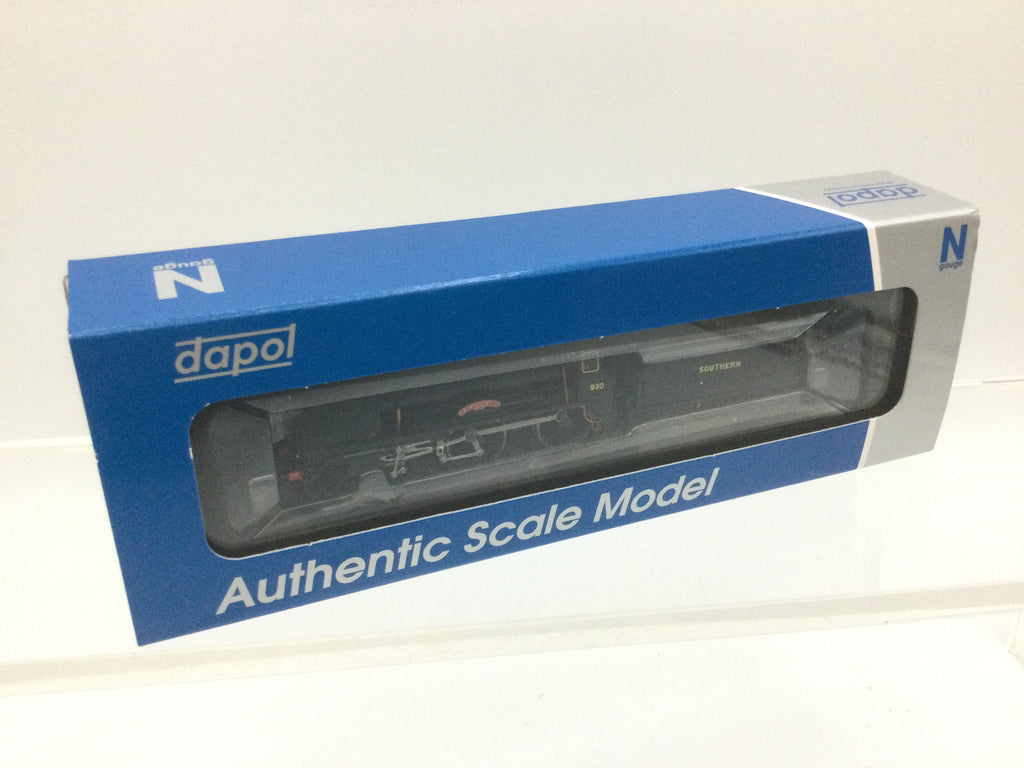 dapol
N
gauge
N
gauge
dapol
930
SOUTHERN
Authentic Scale Model